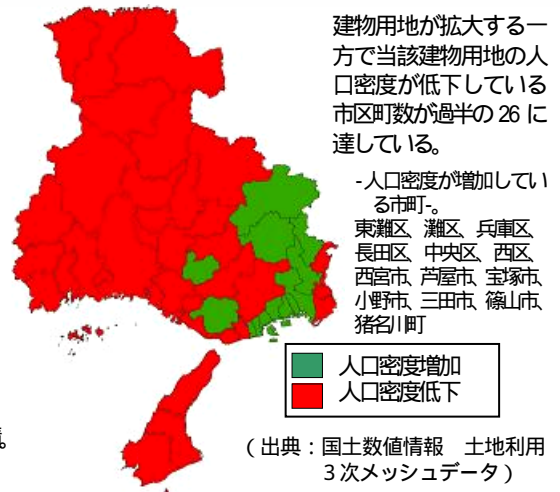 建物用地が拡大する一
方で当該建物用地の人
口密度が低下している
市区町数が過半の 26 に
達している。
-人口密度が増加してい
る市町-。
東灘区、灘区、兵庫区、
長田区、中央区、西区、
西宮市、芦屋市、宝塚市、
小野市、三田市、篠山市、
猪名川町
人口密度増加
人口密度低下
（出典：国土数値情報 土地利用
３次メッシュデータ）